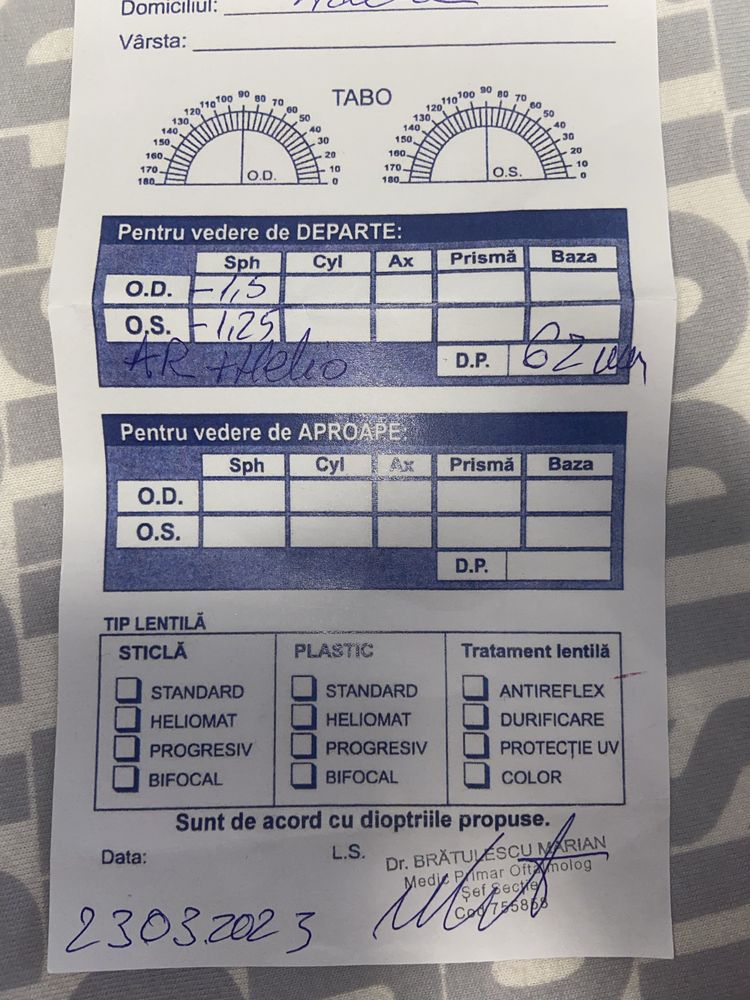 Domiciliul:
Vârsta:
TABO
180 170 160 150 140 130 120 110 100 90 80 70 60 50 40 30 20 10 0
O.D.
180 170 160 150 140 130 120 110 100 90 80 70 60 50 40 30 20 10 0
O.S.
Pentru vedere de DEPARTE:
Sph Cyl Ax Prismă Baza
O.D. -1,5
O.S. -1,25
AR + Helio D.P. 62 mm
Pentru vedere de APROAPE:
Sph Cyl Ax Prismă Baza
O.D.
O.S.
D.P.
TIP LENTILĂ
STICLĂ PLASTIC Tratament lentilă
STANDARD STANDARD ANTIREFLEX
HELIOMAT HELIOMAT DURIFICARE
PROGRESIV PROGRESIV PROTECȚIE UV
BIFOCAL BIFOCAL COLOR
Sunt de acord cu dioptriile propuse.
Data: L.S.
Dr. BRĂTULESCU MARIAN
Medic Primar Oftalmolog
Șef Secție
Cod 755858
23.03.2023